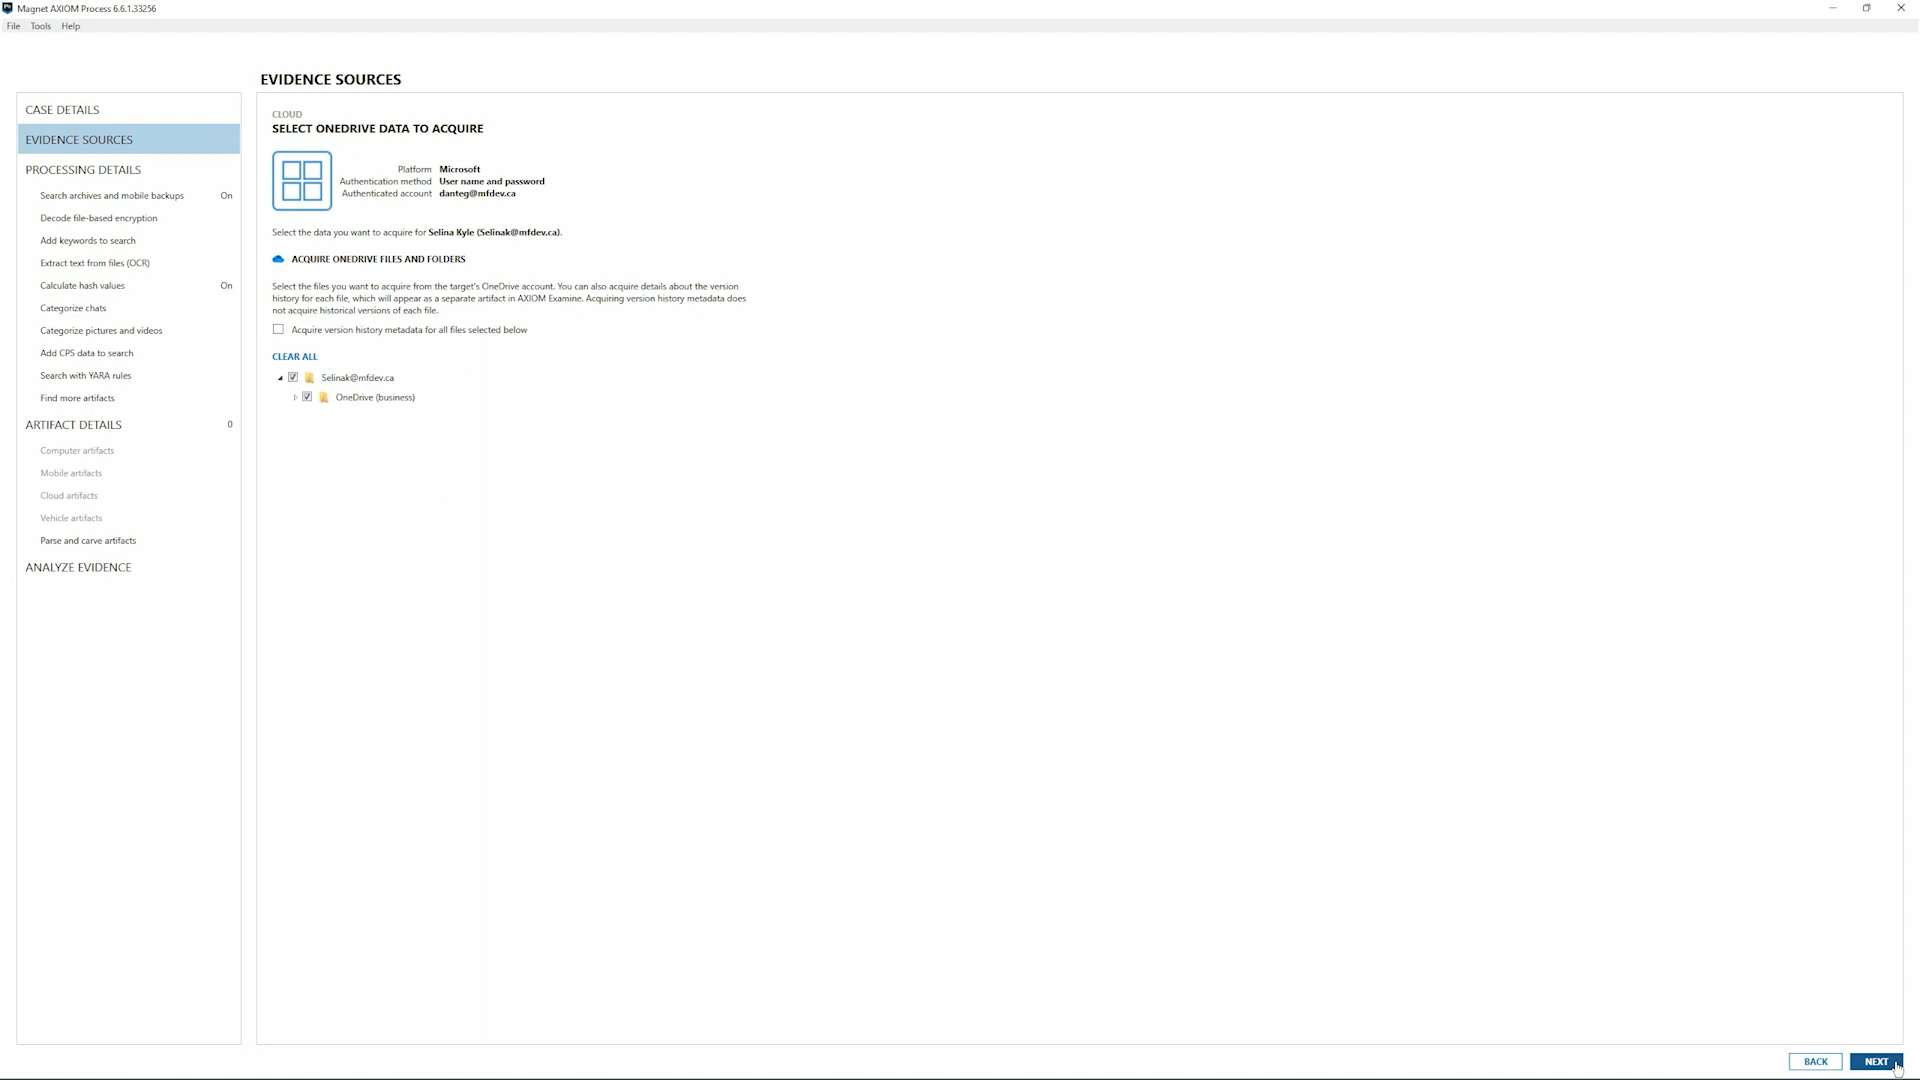 Magnet AXIOM Process 6.6.1.33256
File Tools Help
EVIDENCE SOURCES
CASE DETAILS
EVIDENCE SOURCES
PROCESSING DETAILS
Search archives and mobile backups On
Decode file-based encryption
Add keywords to search
Extract text from files (OCR)
Calculate hash values On
Categorize chats
Categorize pictures and videos
Add CPS data to search
Search with YARA rules
Find more artifacts
ARTIFACT DETAILS 0
Computer artifacts
Mobile artifacts
Cloud artifacts
Vehicle artifacts
Parse and carve artifacts
ANALYZE EVIDENCE
CLOUD
SELECT ONEDRIVE DATA TO ACQUIRE
Platform Microsoft
Authentication method User name and password
Authenticated account danteg@mfdev.ca
Select the data you want to acquire for Selina Kyle (Selinak@mfdev.ca).
ACQUIRE ONEDRIVE FILES AND FOLDERS
Select the files you want to acquire from the target's OneDrive account. You can also acquire details about the version
history for each file, which will appear as a separate artifact in AXIOM Examine. Acquiring version history metadata does
not acquire historical versions of each file.
Acquire version history metadata for all files selected below
CLEAR ALL
Selinak@mfdev.ca
OneDrive (business)
BACK NEXT